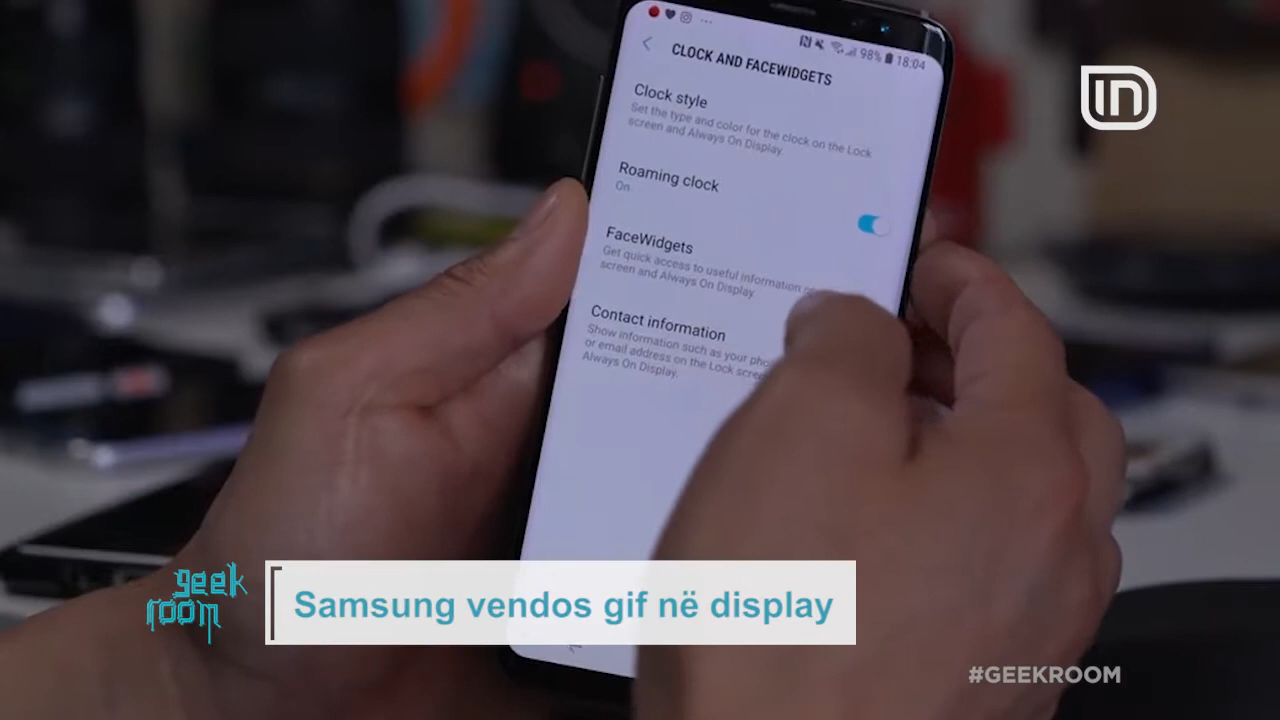 98% 18:04
CLOCK AND FACEWIDGETS
IN
Clock style
Set the type and color for the clock on the Lock
screen and Always On Display.
Roaming clock
On
FaceWidgets
Get quick access to useful information
screen and Always On Display.
Contact information
Show information such as your
or email address on the Lock
Always On Display.
geek
room
Samsung vendos gif në display
#GEEKROOM